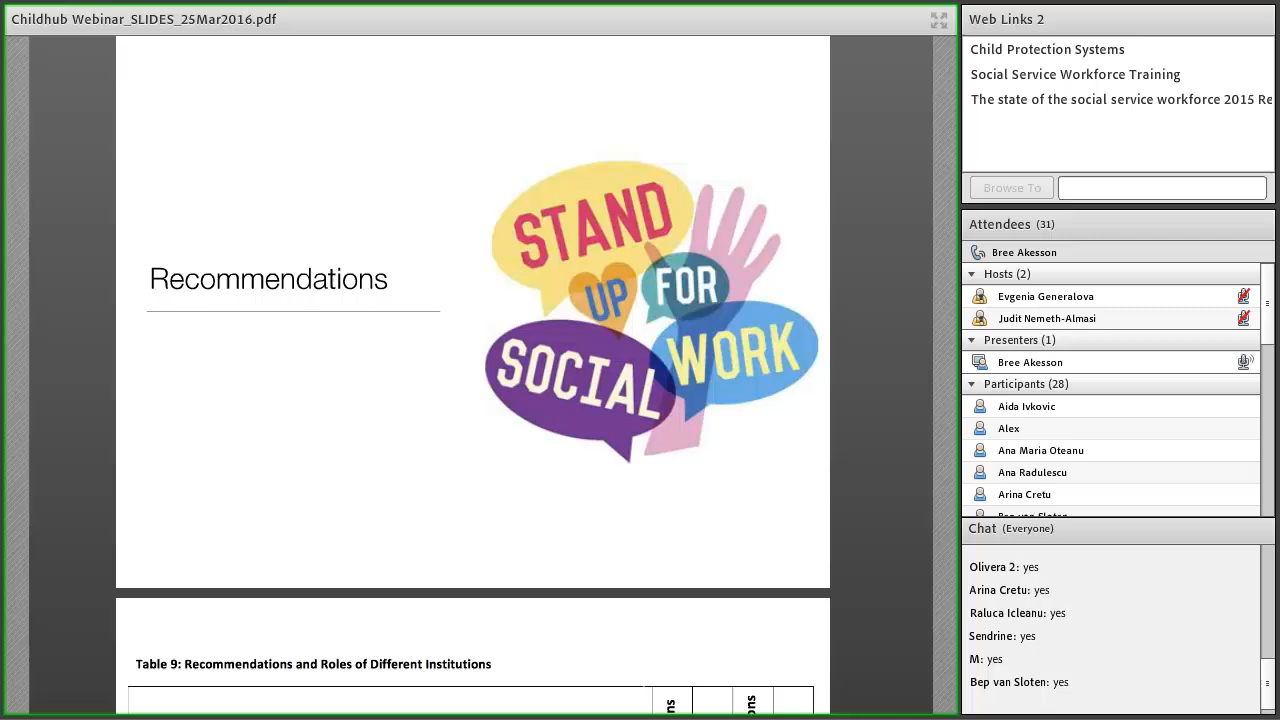 Childhub Webinar_SLIDES_25Mar2016.pdf
Recommendations
STAND
UP FOR
SOCIAL WORK
Table 9: Recommendations and Roles of Different Institutions
Web Links 2
Child Protection Systems
Social Service Workforce Training
The state of the social service workforce 2015 Re
Browse To
Attendees (31)
Bree Akesson
Hosts (2)
Evgenia Generalova
Judit Nemeth-Almasi
Presenters (1)
Bree Akesson
Participants (28)
Aida Ivkovic
Alex
Ana Maria Oteanu
Ana Radulescu
Arina Cretu
Chat (Everyone)
Olivera 2: yes
Arina Cretu: yes
Raluca Icleanu: yes
Sendrine: yes
M: yes
Bep van Sloten: yes